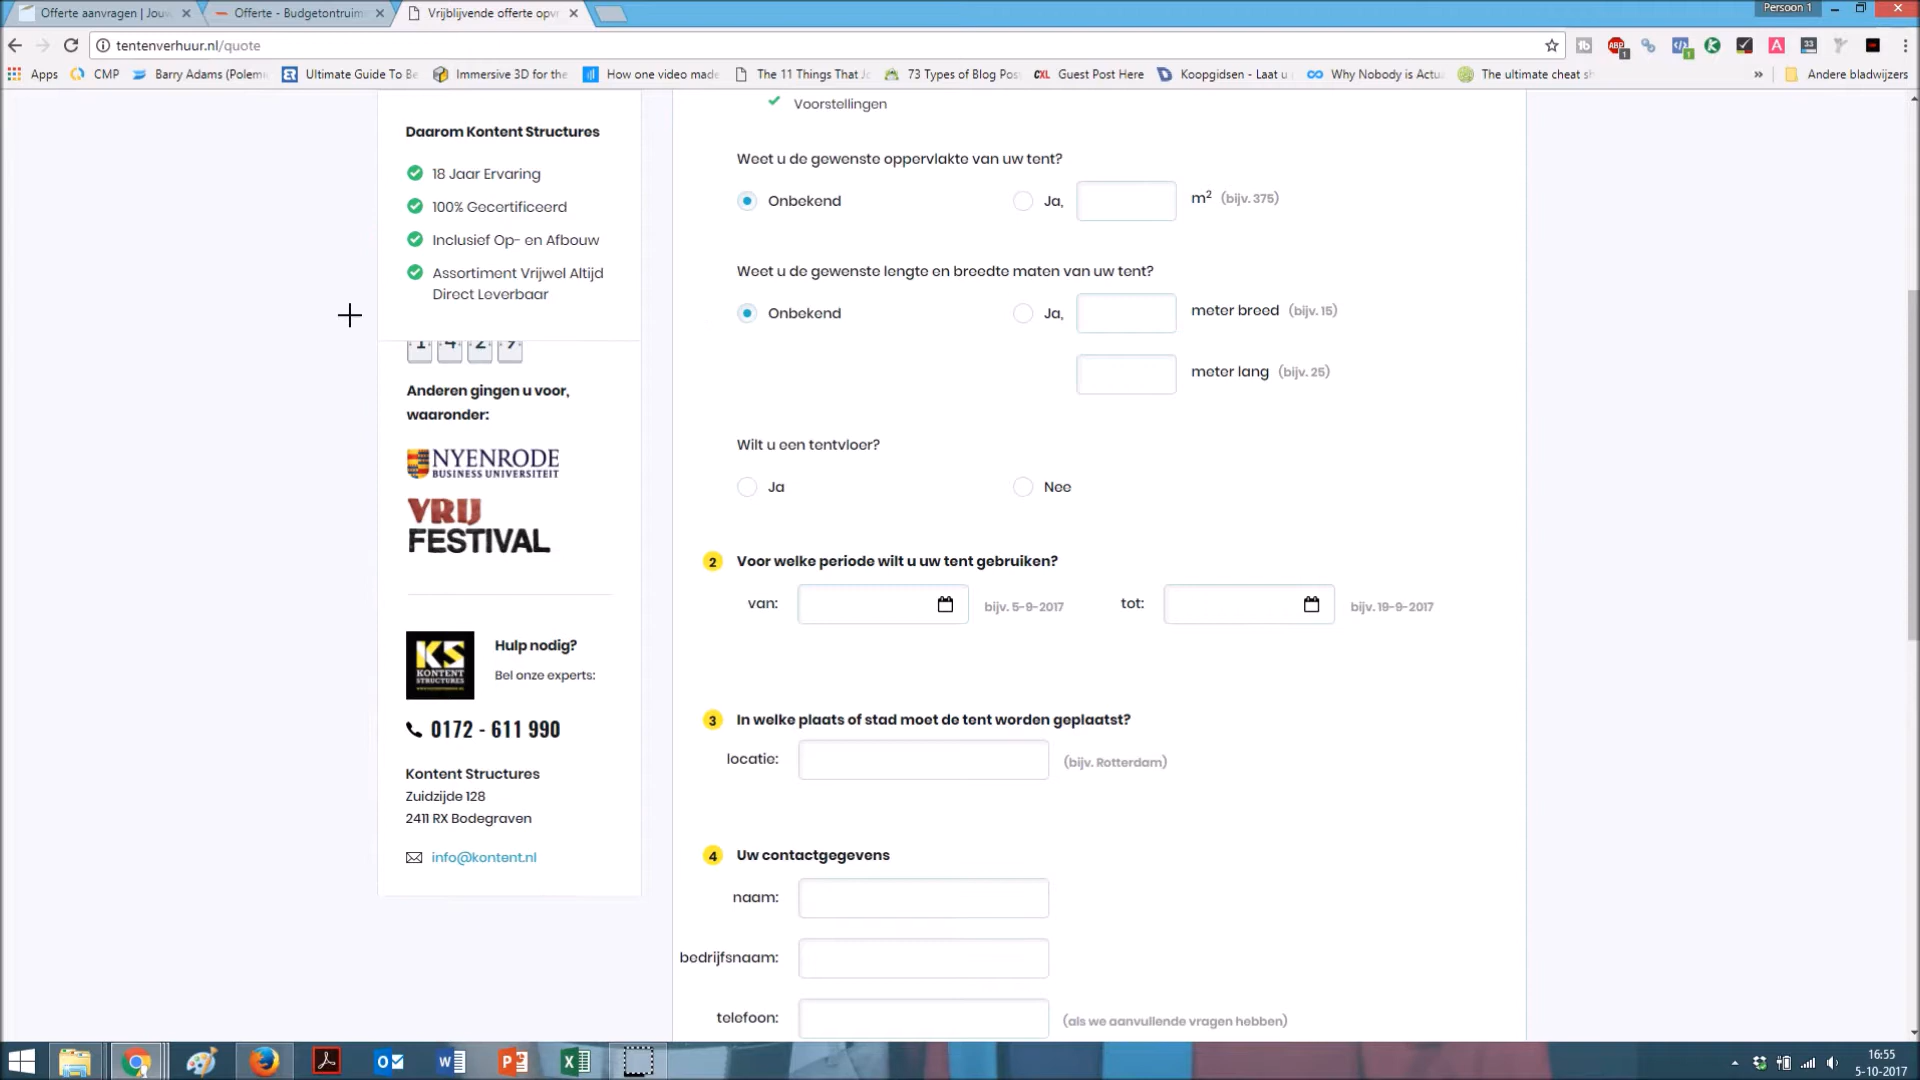 Offerte aanvragen | Jouw
Offerte - Budgetontruim
Vrijblijvende offerte opv
Persoon 1
tentenverhuur.nl/quote
Apps
CMP
Barry Adams (Polem
Ultimate Guide To Be
Immersive 3D for the
How one video made
The 11 Things That
73 Types of Blog Pos
CXL Guest Post Here
Koopgidsen - Laat u
Why Nobody is Actua
The ultimate cheat sh
» Andere bladwijzers
Voorstellingen
Daarom Kontent Structures
18 Jaar Ervaring
100% Gecertificeerd
Inclusief Op- en Afbouw
Assortiment Vrijwel Altijd
Direct Leverbaar
Anderen gingen u voor,
waaronder:
NYENRODE
BUSINESS UNIVERSITEIT
VRIJ
FESTIVAL
KS
KONTENT
STRUCTURES
Hulp nodig?
Bel onze experts:
0172 - 611 990
Kontent Structures
Zuidzijde 128
2411 RX Bodegraven
info@kontent.nl
Weet u de gewenste oppervlakte van uw tent?
Onbekend Ja, m² (bijv. 375)
Weet u de gewenste lengte en breedte maten van uw tent?
Onbekend Ja, meter breed (bijv. 15)
meter lang (bijv. 25)
Wilt u een tentvloer?
Ja Nee
2 Voor welke periode wilt u uw tent gebruiken?
van: bijv. 5-9-2017 tot: bijv. 19-9-2017
3 In welke plaats of stad moet de tent worden geplaatst?
locatie: (bijv. Rotterdam)
4 Uw contactgegevens
naam:
bedrijfsnaam:
telefoon: (als we aanvullende vragen hebben)
16:55
5-10-2017